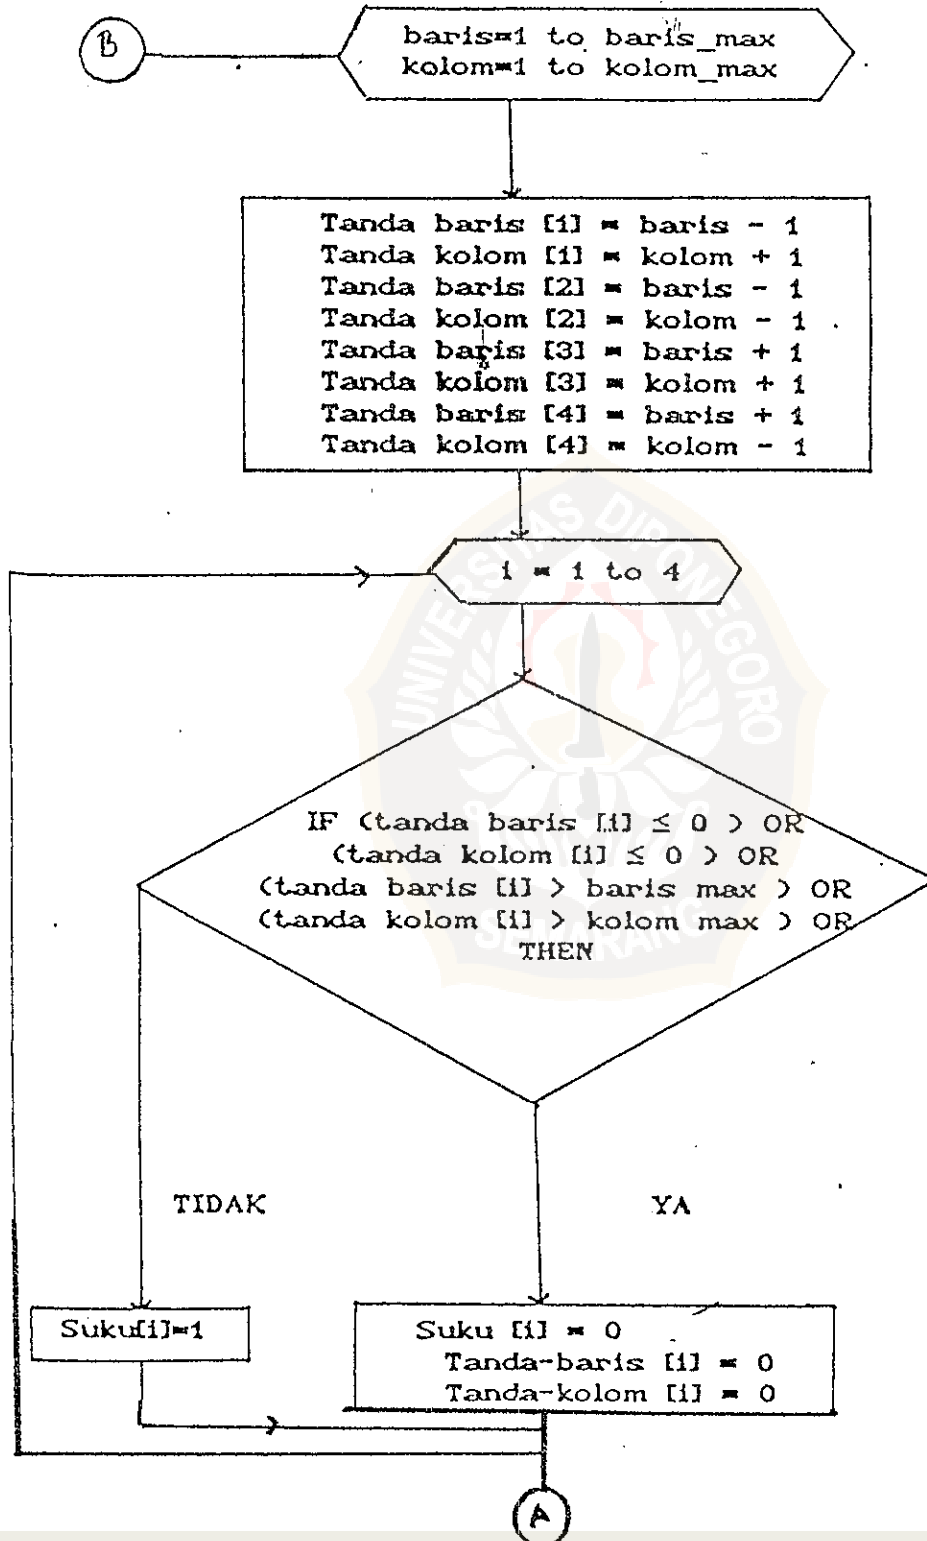 B
baris=1 to baris_max
kolom=1 to kolom_max
Tanda baris [1] = baris - 1
Tanda kolom [1] = kolom + 1
Tanda baris [2] = baris - 1
Tanda kolom [2] = kolom - 1
Tanda baris [3] = baris + 1
Tanda kolom [3] = kolom + 1
Tanda baris [4] = baris + 1
Tanda kolom [4] = kolom - 1
i = 1 to 4
UNIVERSITAS DIPONEGORO
IF (tanda baris [i] ≤ 0 ) OR
(tanda kolom [i] ≤ 0 ) OR
(tanda baris [i] > baris max ) OR
(tanda kolom [i] > kolom max ) OR
THEN
SEMARANG
TIDAK
YA
Suku[i]=1
Suku [i] = 0
Tanda-baris [i] = 0
Tanda-kolom [i] = 0
A